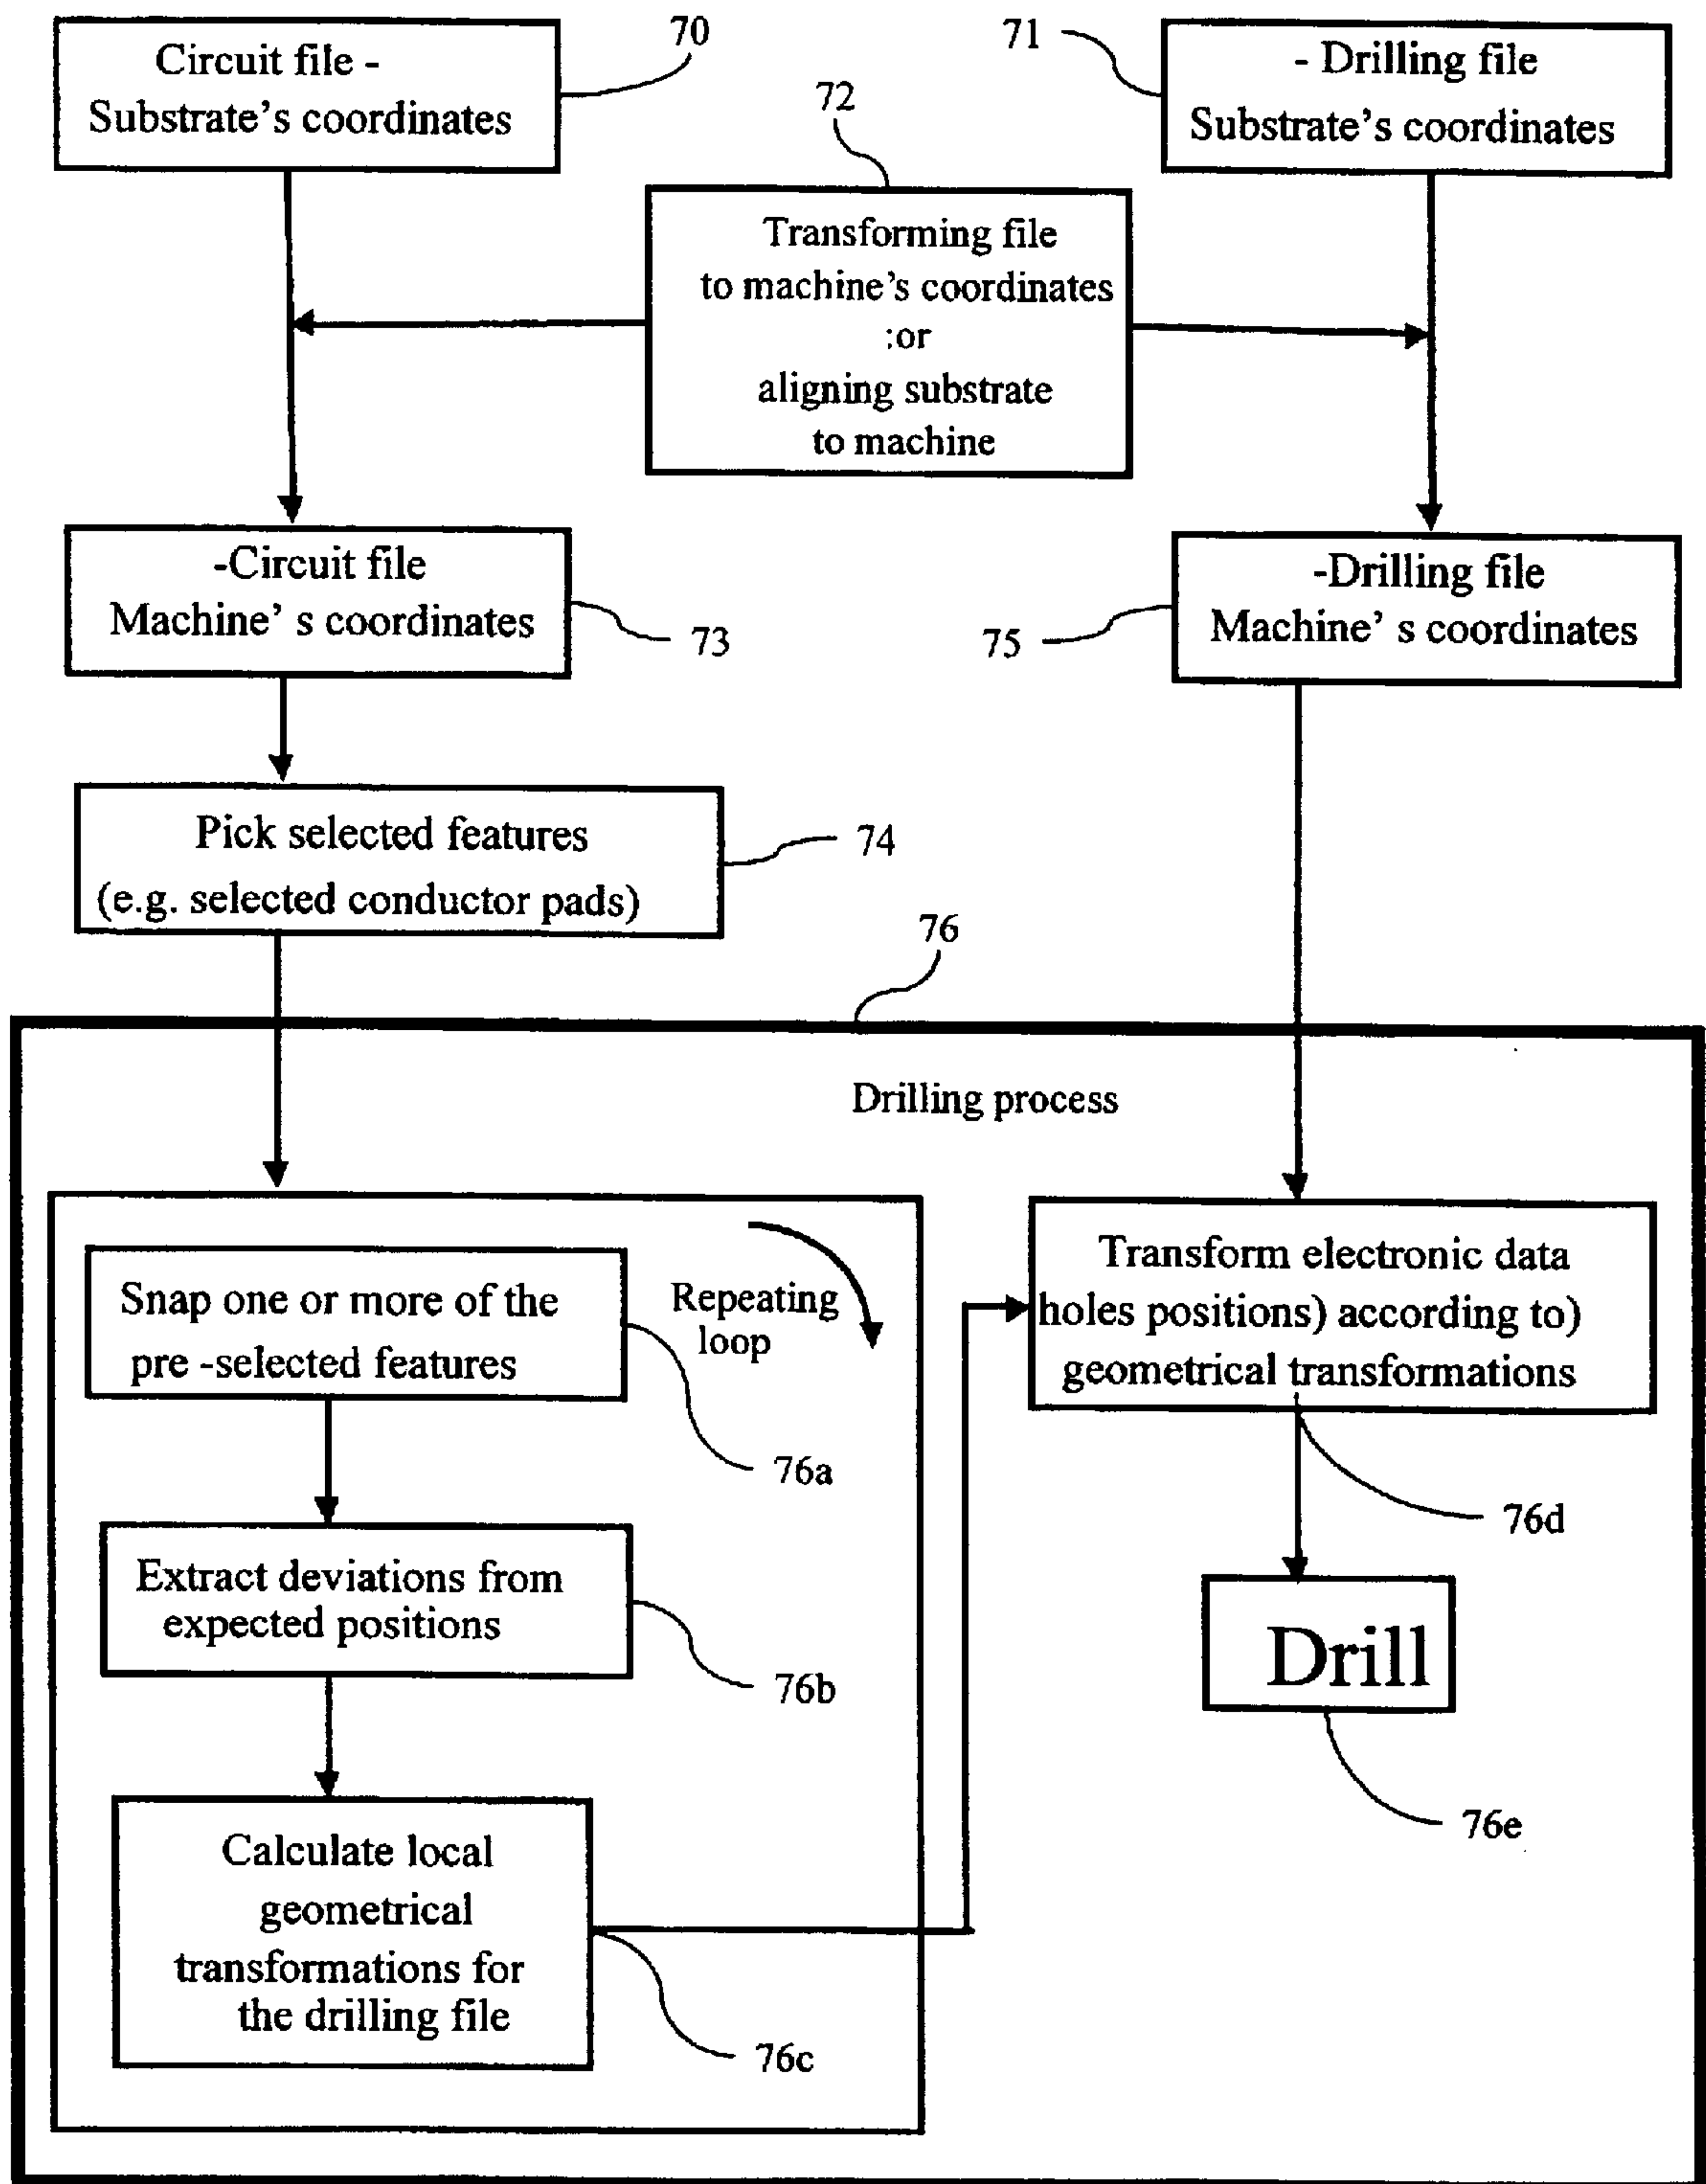 70
71
Circuit file -
Substrate's coordinates
- Drilling file
Substrate's coordinates
72
Transforming file
to machine's coordinates
:or
aligning substrate
to machine
-Circuit file
Machine' s coordinates
73
-Drilling file
Machine' s coordinates
75
Pick selected features
(e.g. selected conductor pads)
74
76
Drilling process
Snap one or more of the
pre -selected features
Repeating
loop
76a
Transform electronic data
holes positions) according to)
geometrical transformations
76d
Extract deviations from
expected positions
76b
Drill
76e
Calculate local
geometrical
transformations for
the drilling file
76c